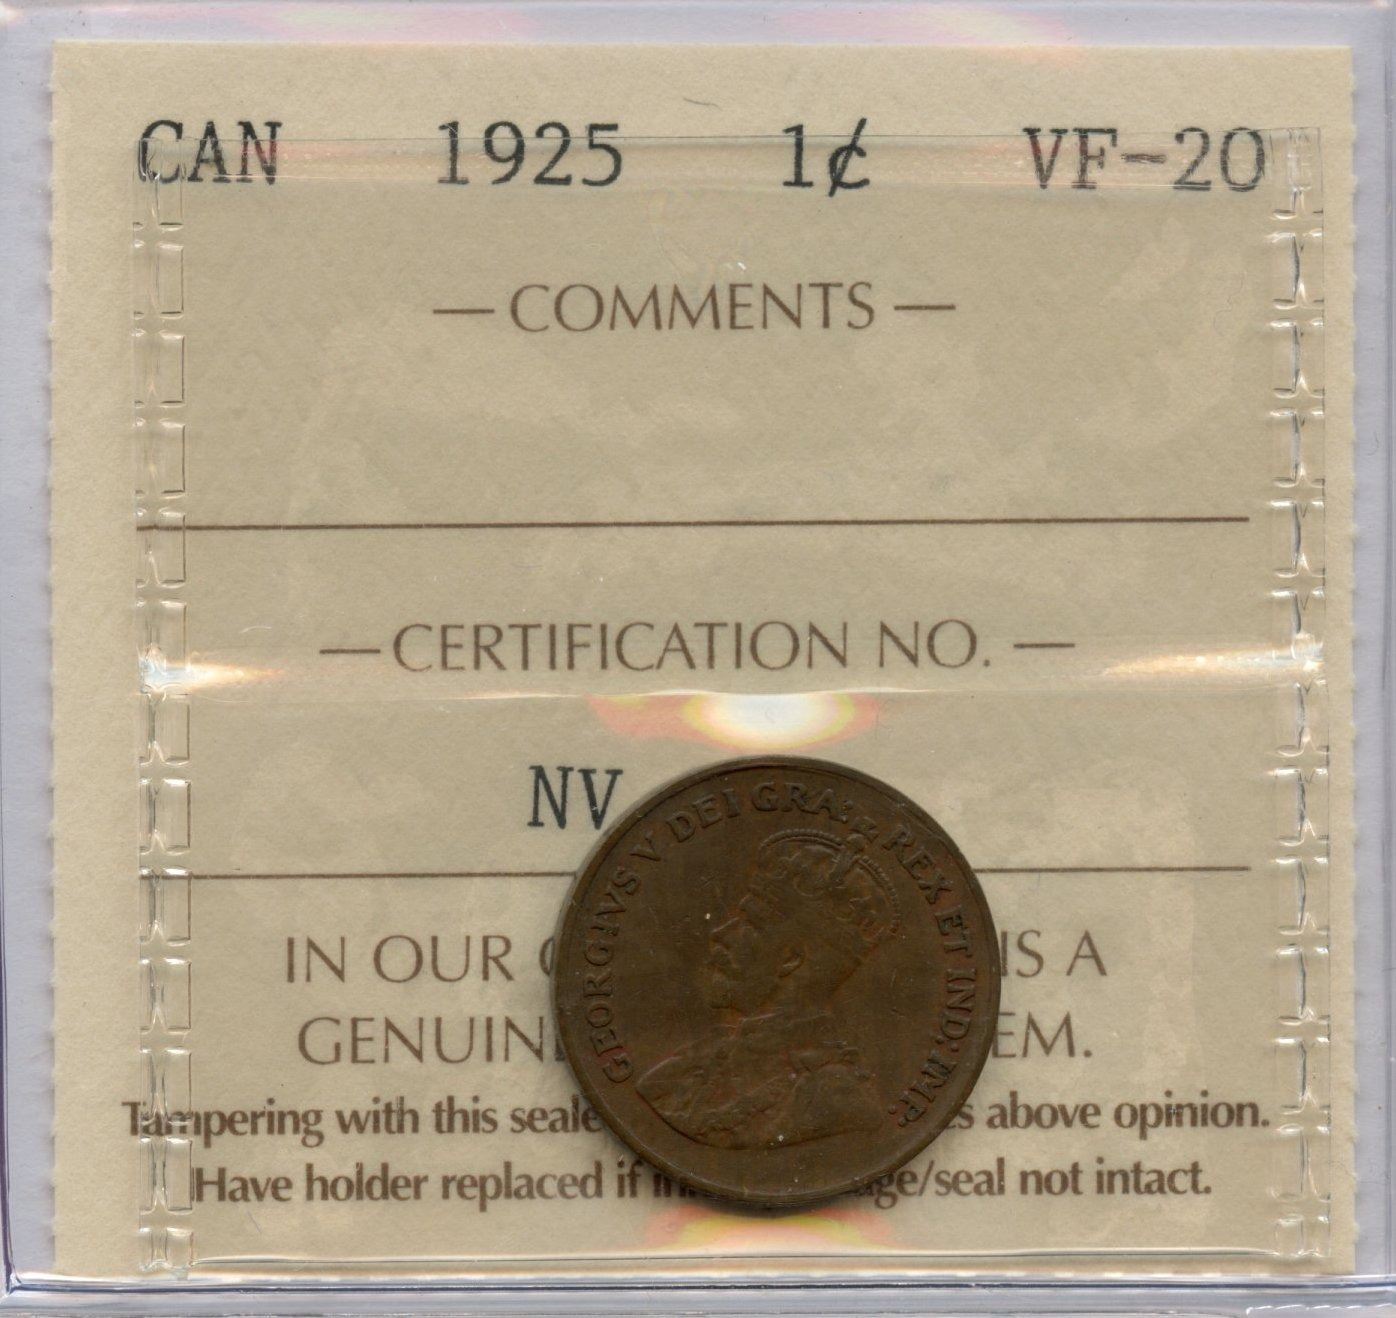 CAN 1925 1¢ VF-20
— COMMENTS —
— CERTIFICATION NO. —
NV
GEORGIVS V DEI GRA: REX ET IND: IMP:
IN OUR IS A
GENUIN EM.
Tampering with this seale s above opinion.
Have holder replaced if in ge/seal not intact.